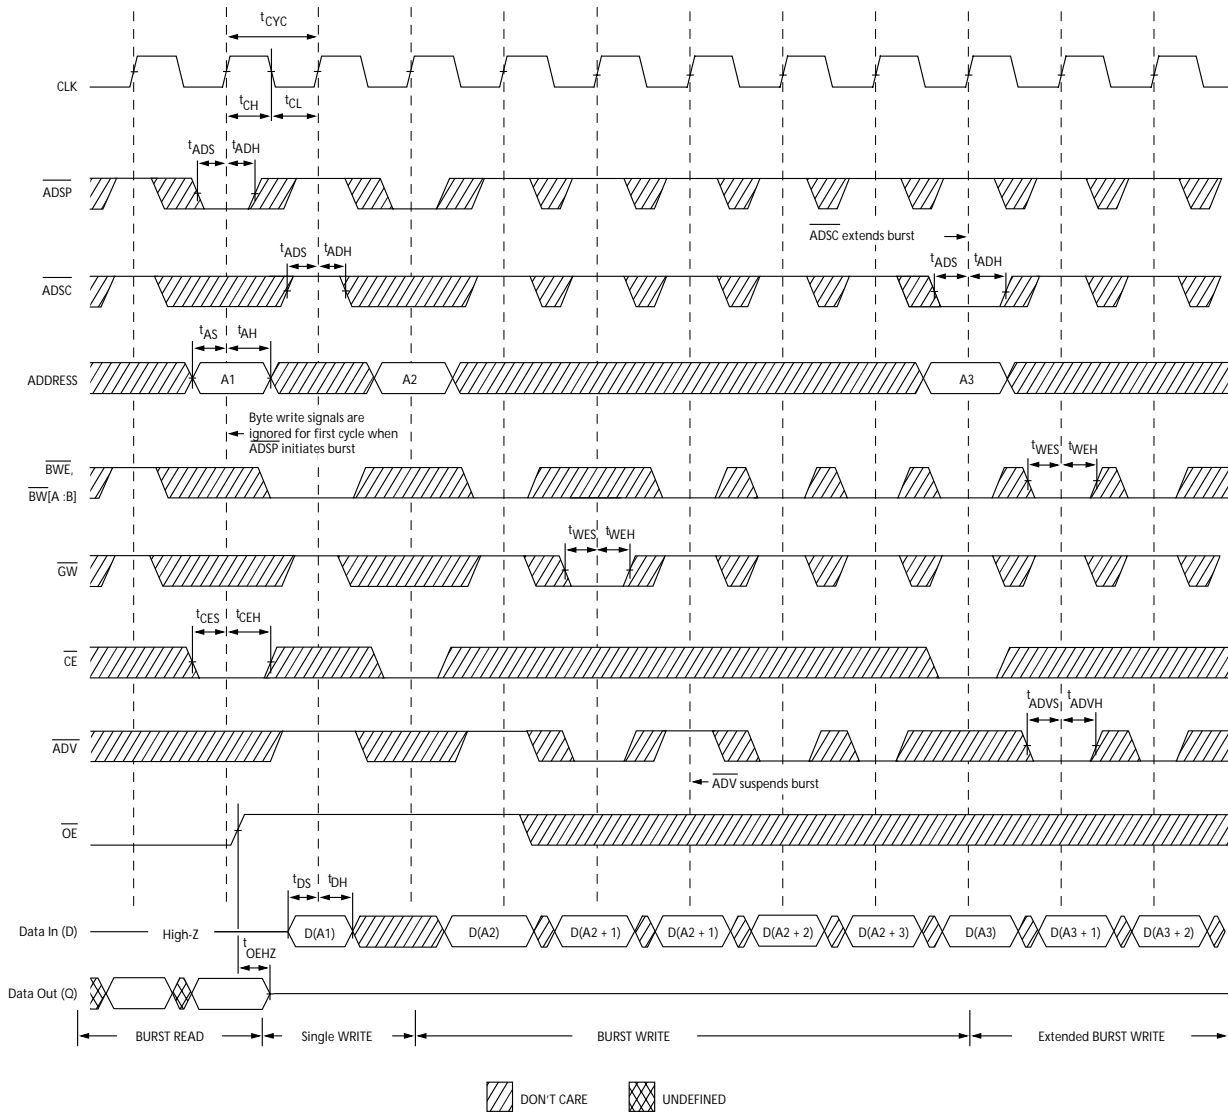 tCYC
CLK
tCH tCL
tADS tADH
ADSP
ADSC extends burst
tADS tADH tADS tADH
ADSC
tAS tAH
ADDRESS A1 A2 A3
Byte write signals are
ignored for first cycle when
ADSP initiates burst
BWE,
BW[A :B]
tWES tWEH
tWES tWEH
GW
tCES tCEH
CE
tADVS tADVH
ADV
ADV suspends burst
OE
tDS tDH
Data In (D) High-Z D(A1) D(A2) D(A2 + 1) D(A2 + 1) D(A2 + 2) D(A2 + 3) D(A3) D(A3 + 1) D(A3 + 2)
tOEHZ
Data Out (Q)
BURST READ Single WRITE BURST WRITE Extended BURST WRITE
DON'T CARE UNDEFINED